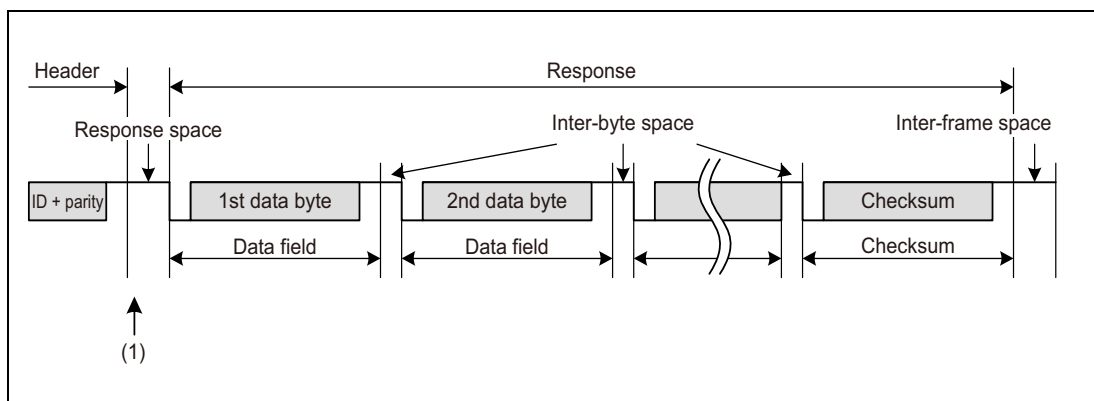 Header
Response
Response space
Inter-byte space
Inter-frame space
ID + parity
1st data byte
2nd data byte
Checksum
Data field
Data field
Checksum
(1)